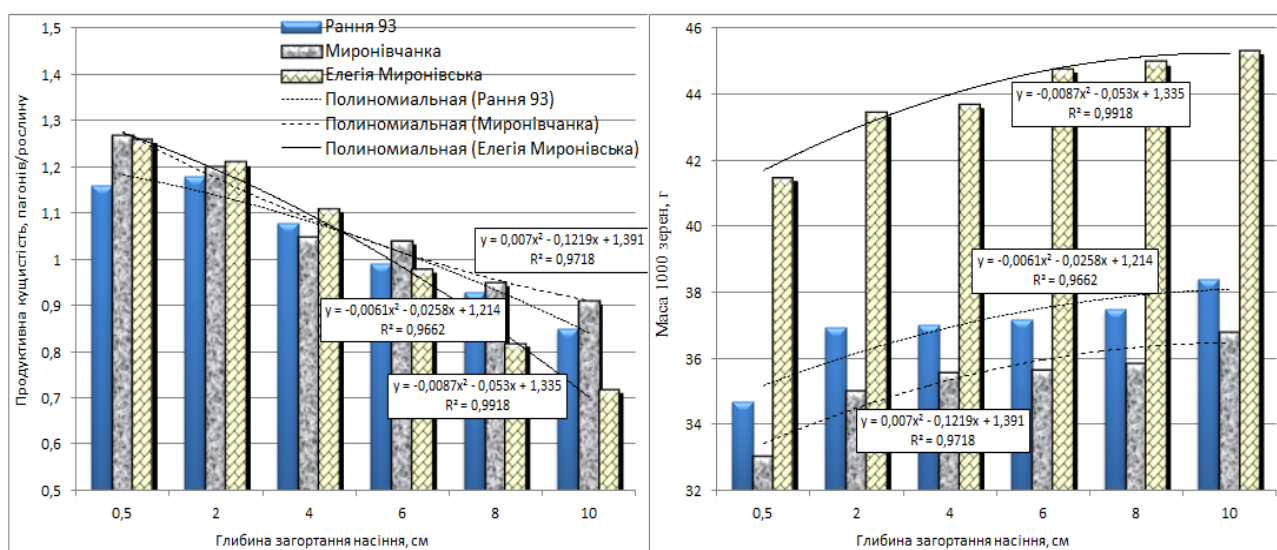 1,5
1,4
1,3
1,2
1,1
1
0,9
0,8
0,7
0,6
0,5
Продуктивна кущистість, пагонів/рослину
Рання 93
Миронівчанка
Елегія Миронівська
Полиномиальная (Рання 93)
Полиномиальная (Миронівчанка)
Полиномиальная (Елегія Миронівська)
y = 0,007x² - 0,1219x + 1,391
R² = 0,9718
y = -0,0061x² - 0,0258x + 1,214
R² = 0,9662
y = -0,0087x² - 0,053x + 1,335
R² = 0,9918
0,5 2 4 6 8 10
Глибина загортання насіння, см
46
44
42
40
38
36
34
32
Маса 1000 зерен, г
y = -0,0087x² - 0,053x + 1,335
R² = 0,9918
y = -0,0061x² - 0,0258x + 1,214
R² = 0,9662
y = 0,007x² - 0,1219x + 1,391
R² = 0,9718
0,5 2 4 6 8 10
Глибина загортання насіння, см